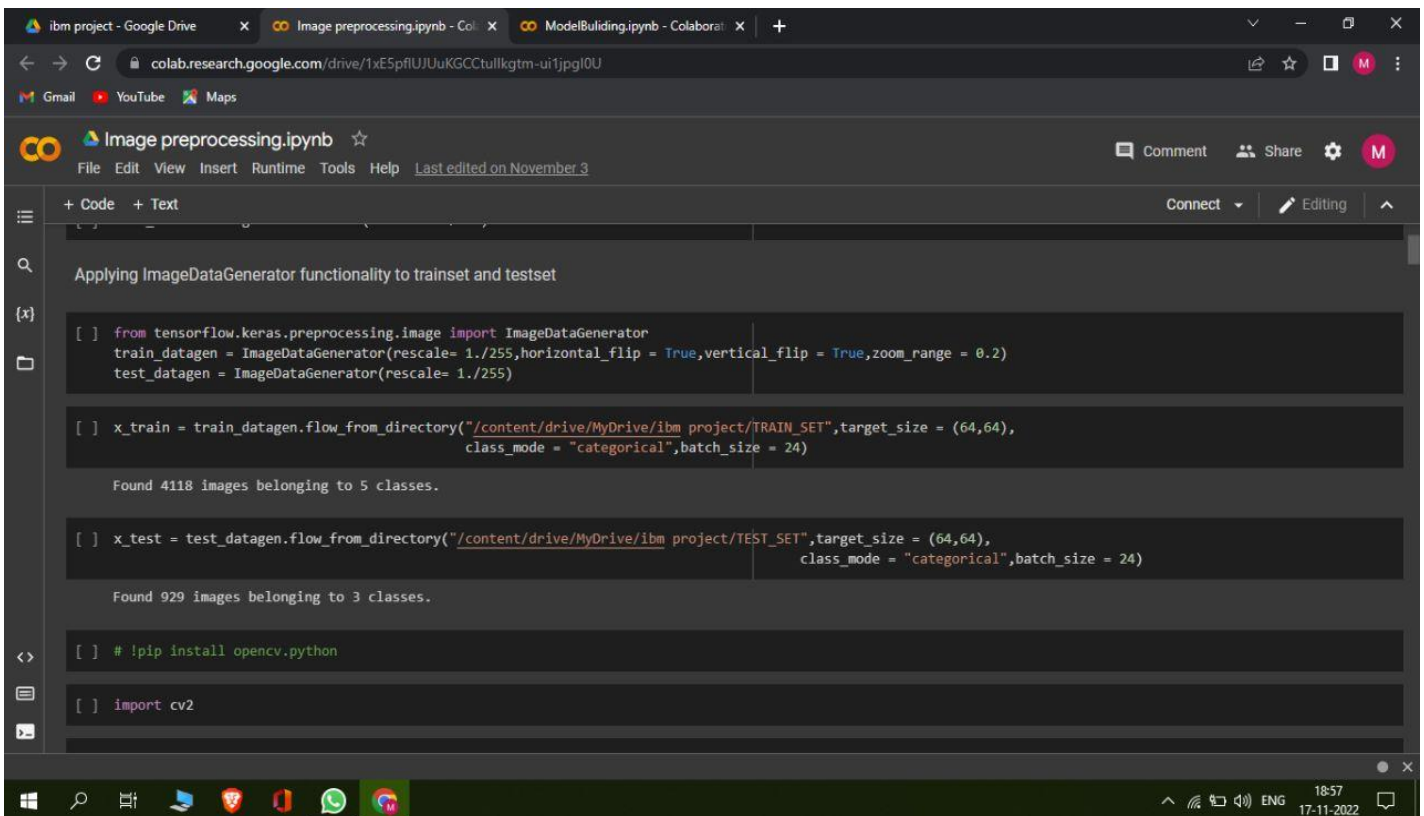 ibm project - Google Drive
Image preprocessing.ipynb - Col
ModelBuliding.ipynb - Colaborat
colab.research.google.com/drive/1xE5pflUJUuKGCCtullkgtm-ui1jpgI0U
M
Gmail YouTube Maps
CO Image preprocessing.ipynb
Comment Share M
File Edit View Insert Runtime Tools Help Last edited on November 3
+ Code + Text Connect Editing
Applying ImageDataGenerator functionality to trainset and testset
{x}
[ ] from tensorflow.keras.preprocessing.image import ImageDataGenerator
train_datagen = ImageDataGenerator(rescale= 1./255,horizontal_flip = True,vertical_flip = True,zoom_range = 0.2)
test_datagen = ImageDataGenerator(rescale= 1./255)
[ ] x_train = train_datagen.flow_from_directory("/content/drive/MyDrive/ibm project/TRAIN_SET",target_size = (64,64),
class_mode = "categorical",batch_size = 24)
Found 4118 images belonging to 5 classes.
[ ] x_test = test_datagen.flow_from_directory("/content/drive/MyDrive/ibm project/TEST_SET",target_size = (64,64),
class_mode = "categorical",batch_size = 24)
Found 929 images belonging to 3 classes.
[ ] # !pip install opencv.python
[ ] import cv2
ENG
18:57
17-11-2022